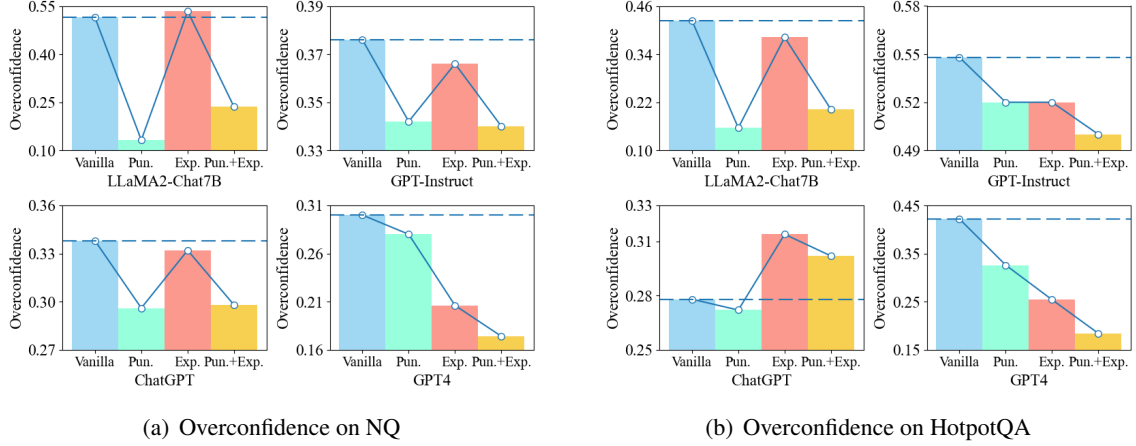 0.55
0.40
0.25
0.10
Overconfidence
Vanilla Pun. Exp. Pun.+Exp.
LLaMA2-Chat7B
0.39
0.37
0.35
0.33
Overconfidence
Vanilla Pun. Exp. Pun.+Exp.
GPT-Instruct
0.36
0.33
0.30
0.27
Overconfidence
Vanilla Pun. Exp. Pun.+Exp.
ChatGPT
0.31
0.26
0.21
0.16
Overconfidence
Vanilla Pun. Exp. Pun.+Exp.
GPT4
(a) Overconfidence on NQ
0.46
0.34
0.22
0.10
Overconfidence
Vanilla Pun. Exp. Pun.+Exp.
LLaMA2-Chat7B
0.55
0.52
0.49
Overconfidence
Vanilla Pun. Exp. Pun.+Exp.
GPT-Instruct
0.33
0.31
0.28
0.25
Overconfidence
Vanilla Pun. Exp. Pun.+Exp.
ChatGPT
0.45
0.35
0.25
0.15
Overconfidence
Vanilla Pun. Exp. Pun.+Exp.
GPT4
(b) Overconfidence on HotpotQA